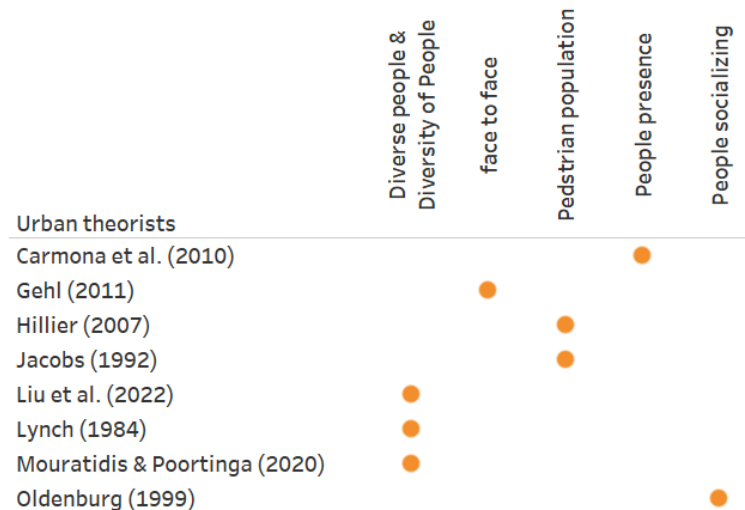 Diverse people &
Diversity of People
face to face
Pedstrian population
People presence
People socializing
Urban theorists
Carmona et al. (2010)
Gehl (2011)
Hillier (2007)
Jacobs (1992)
Liu et al. (2022)
Lynch (1984)
Mouratidis & Poortinga (2020)
Oldenburg (1999)